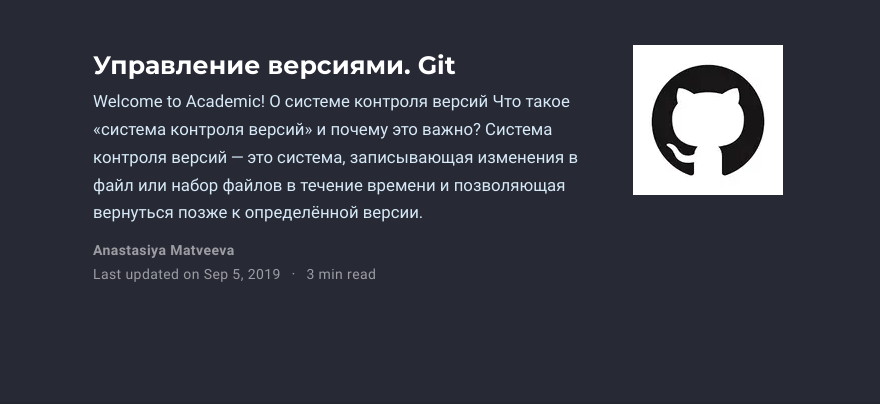 Управление версиями. Git
Welcome to Academic! О системе контроля версий Что такое
«система контроля версий» и почему это важно? Система
контроля версий — это система, записывающая изменения в
файл или набор файлов в течение времени и позволяющая
вернуться позже к определённой версии.
Anastasiya Matveeva
Last updated on Sep 5, 2019 · 3 min read